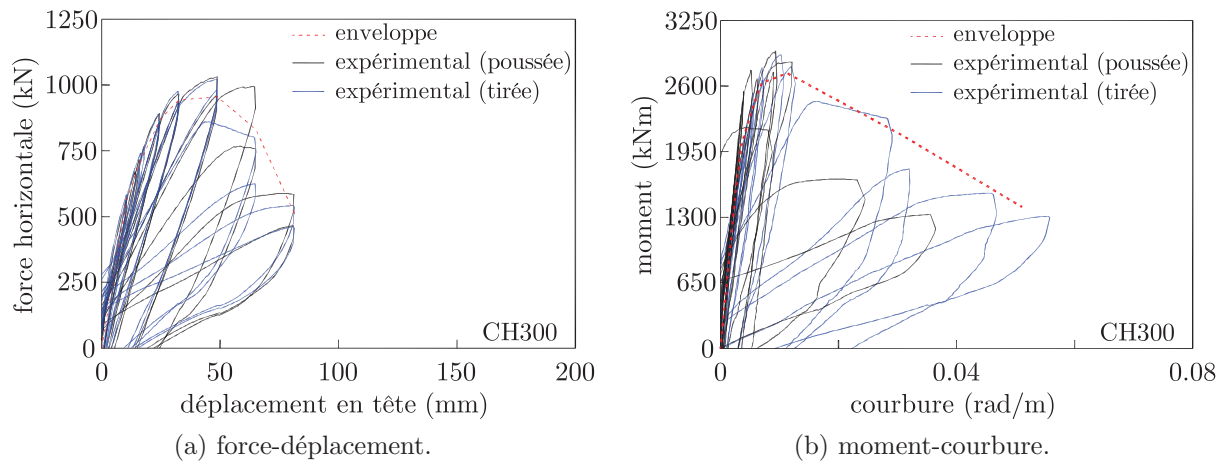 1250
1000
750
500
250
0
force horizontale (kN)
enveloppe
expérimental (poussée)
expérimental (tirée)
CH300
0 50 100 150 200
déplacement en tête (mm)
(a) force-déplacement.
3250
2600
1950
1300
650
0
moment (kNm)
enveloppe
expérimental (poussée)
expérimental (tirée)
CH300
0 0.04 0.08
courbure (rad/m)
(b) moment-courbure.